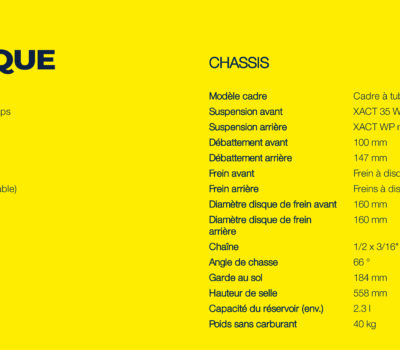 QUE
ps
able)
CHASSIS
Modèle cadre Cadre à tub
Suspension avant XACT 35 W
Suspension arrière XACT WP
Débattement avant 100 mm
Débattement arrière 147 mm
Frein avant Frein à disq
Frein arrière Freins à dis
Diamètre disque de frein avant 160 mm
Diamètre disque de frein 160 mm
arrière
Chaîne 1/2 x 3/16"
Angle de chasse 66 °
Garde au sol 184 mm
Hauteur de selle 558 mm
Capacité du réservoir (env.) 2.3 l
Poids sans carburant 40 kg